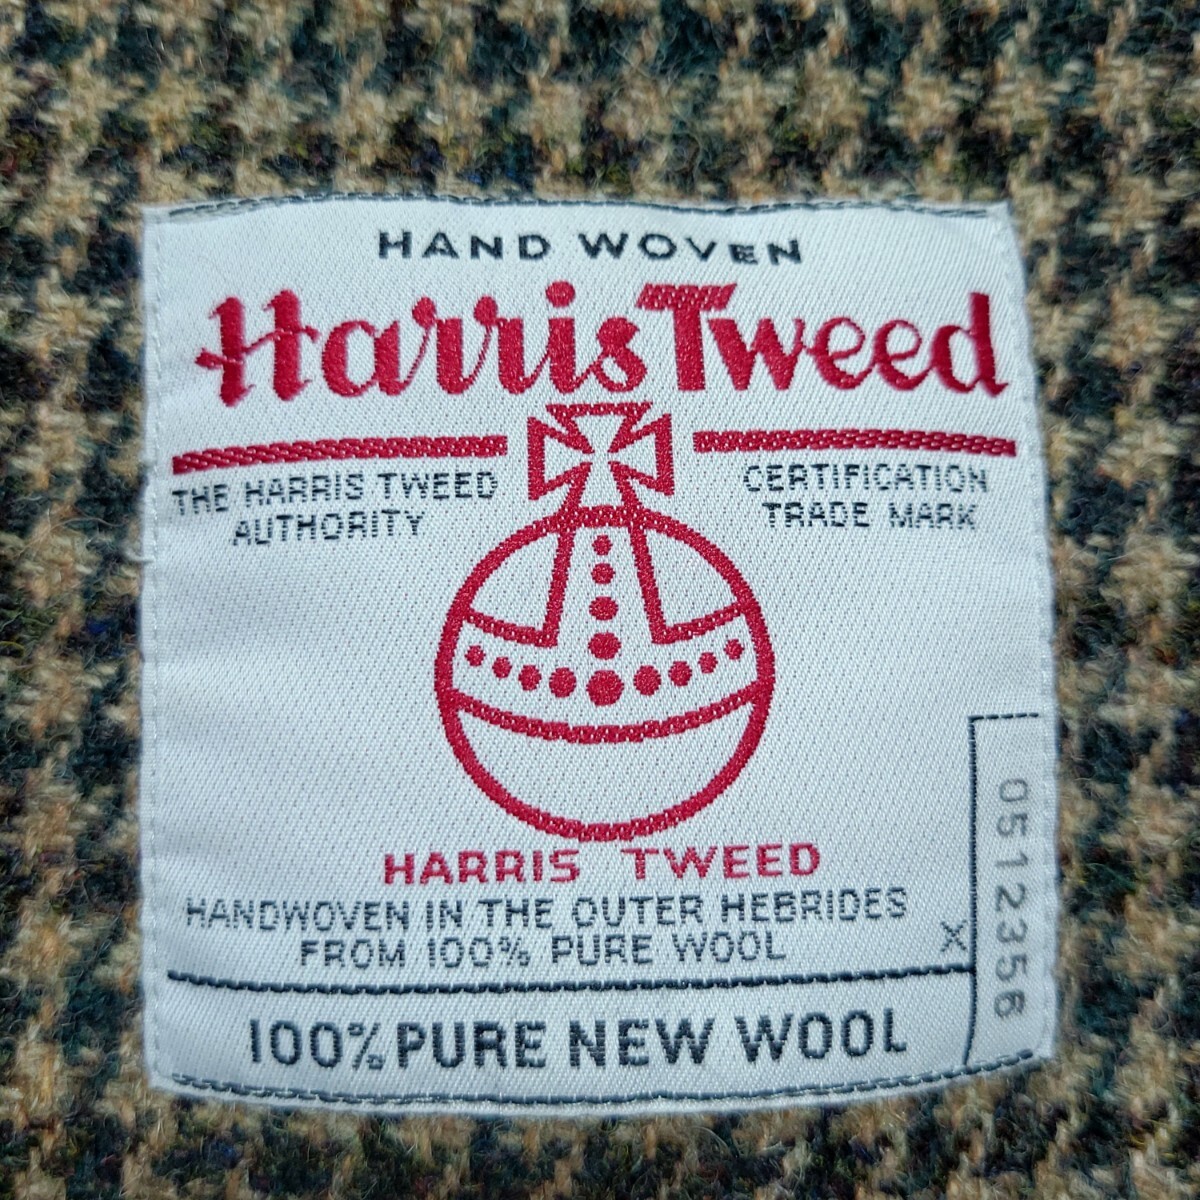 HAND WOVEN
Harris Tweed
THE HARRIS TWEED
AUTHORITY
CERTIFICATION
TRADE MARK
HARRIS TWEED
HANDWOVEN IN THE OUTER HEBRIDES
FROM 100% PURE WOOL
X
100% PURE NEW WOOL
0512356